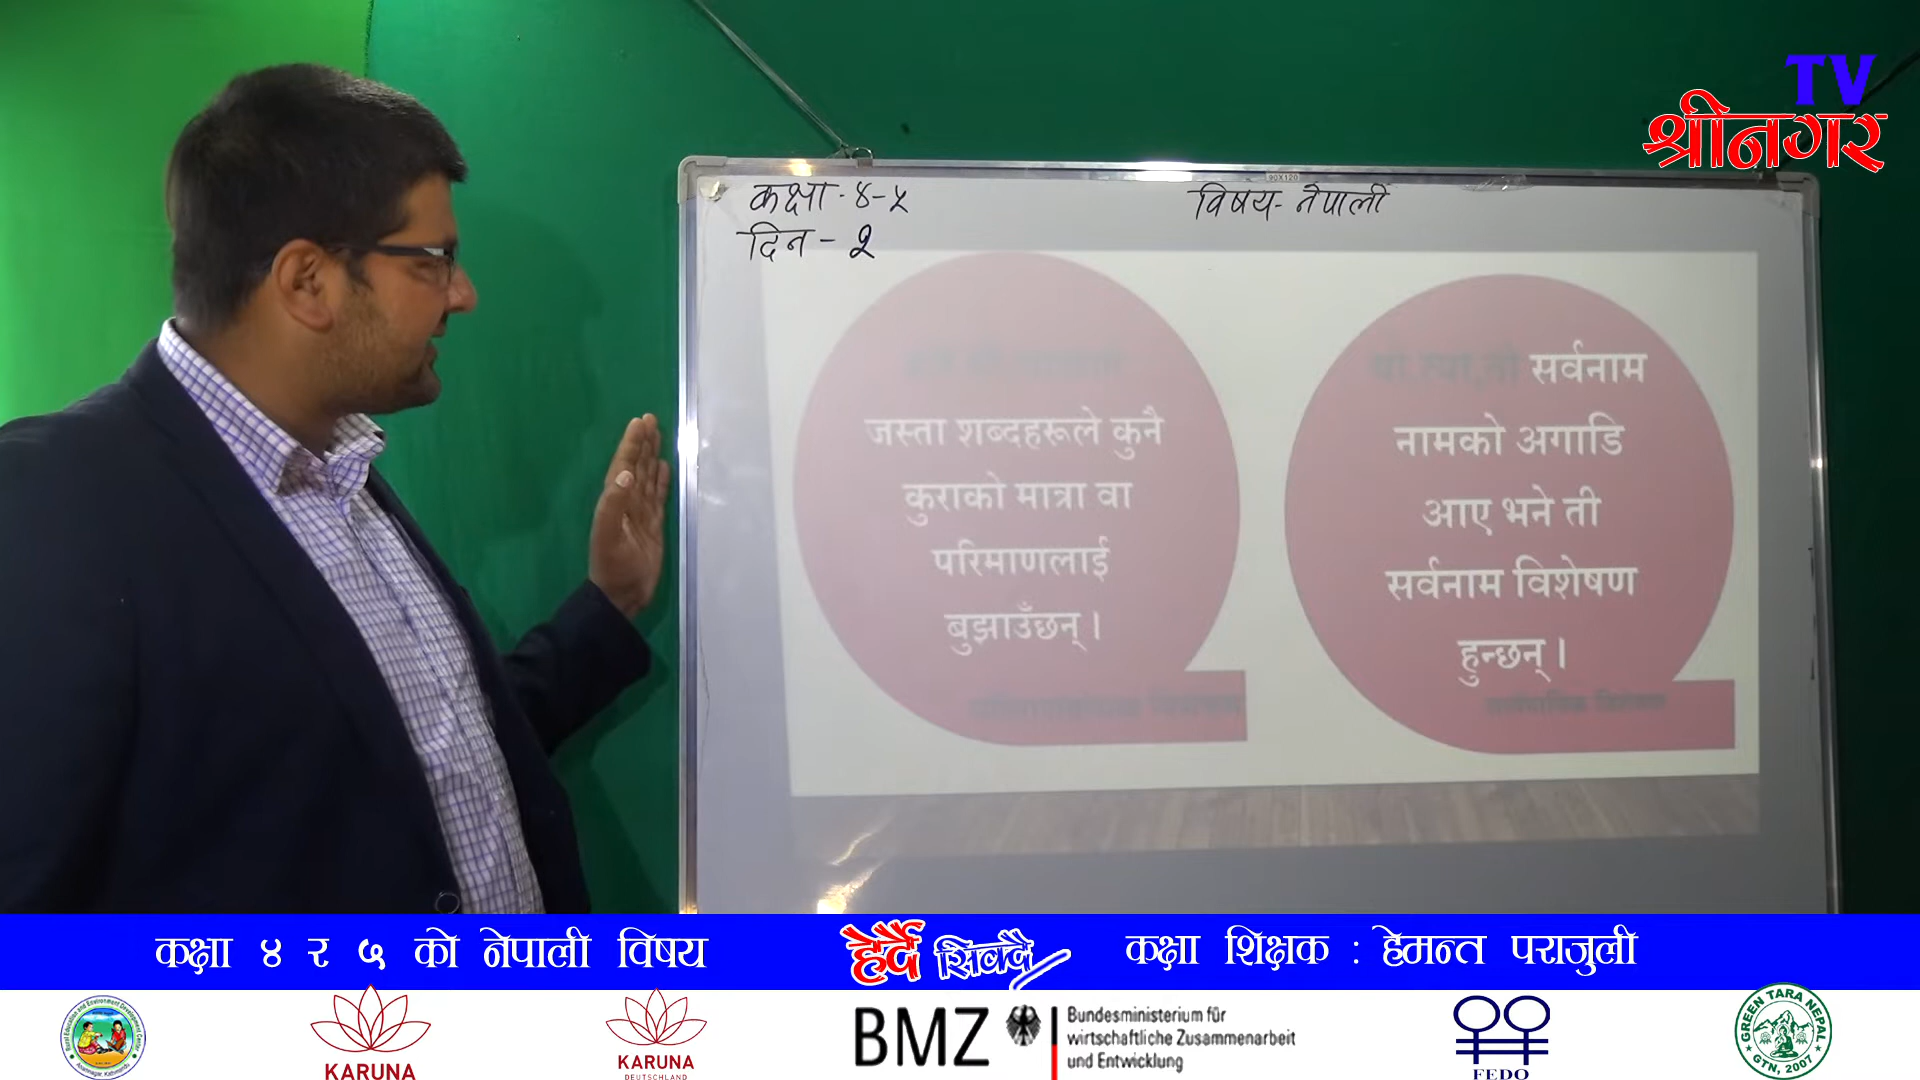 TV
श्रीनगर
90X120
कक्षा - ४-५
विषय - नेपाली
दिन - २
जस्ता शब्दहरूले कुनै
कुराको मात्रा वा
परिमाणलाई
बुझाउँछन् ।
सर्वनाम
नामको अगाडि
आए भने ती
सर्वनाम विशेषण
हुन्छन् ।
कक्षा ४ र ५ को नेपाली विषय
हेर्दै सिक्दै
कक्षा शिक्षक : हेमन्त पराजुली
KARUNA
KARUNA
DEUTSCHLAND
BMZ
Bundesministerium für
wirtschaftliche Zusammenarbeit
und Entwicklung
FEDO
GREEN TARA NEPAL
GTN, 2007